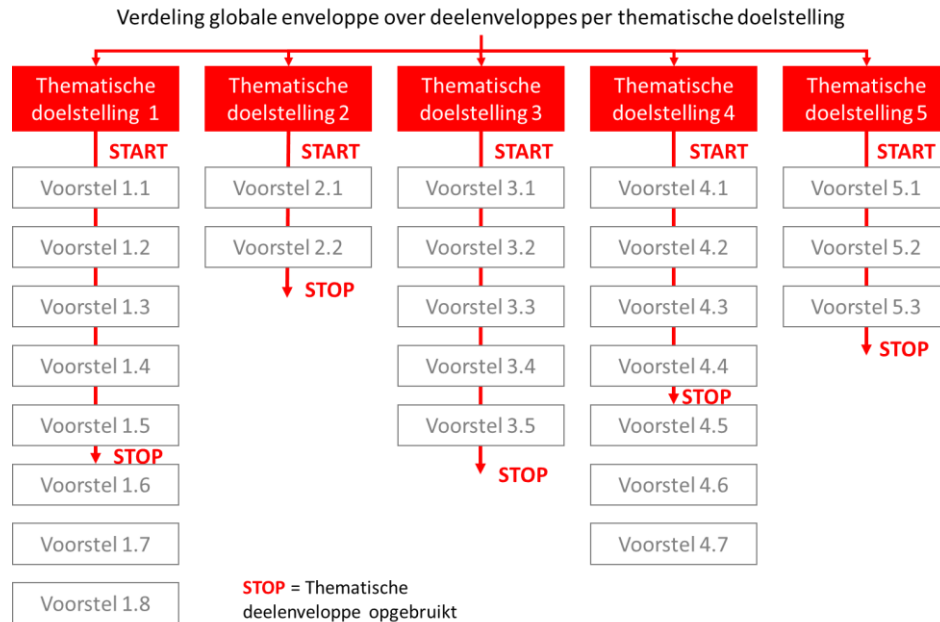 Verdeling globale enveloppe over deelenveloppes per thematische doelstelling
Thematische
doelstelling 1
START
Voorstel 1.1
Voorstel 1.2
Voorstel 1.3
Voorstel 1.4
Voorstel 1.5
STOP
Voorstel 1.6
Voorstel 1.7
Voorstel 1.8
Thematische
doelstelling 2
START
Voorstel 2.1
Voorstel 2.2
STOP
Thematische
doelstelling 3
START
Voorstel 3.1
Voorstel 3.2
Voorstel 3.3
Voorstel 3.4
Voorstel 3.5
STOP
Thematische
doelstelling 4
START
Voorstel 4.1
Voorstel 4.2
Voorstel 4.3
Voorstel 4.4
STOP
Voorstel 4.5
Voorstel 4.6
Voorstel 4.7
Thematische
doelstelling 5
START
Voorstel 5.1
Voorstel 5.2
Voorstel 5.3
STOP
STOP = Thematische
deelenveloppe opgebruikt